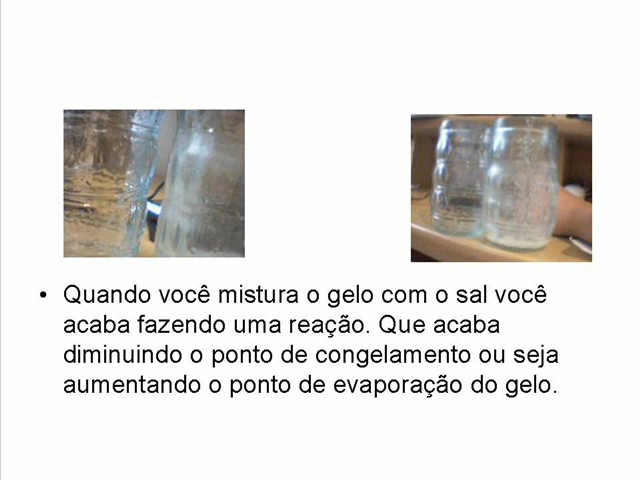 • Quando você mistura o gelo com o sal você
acaba fazendo uma reação. Que acaba
diminuindo o ponto de congelamento ou seja
aumentando o ponto de evaporação do gelo.